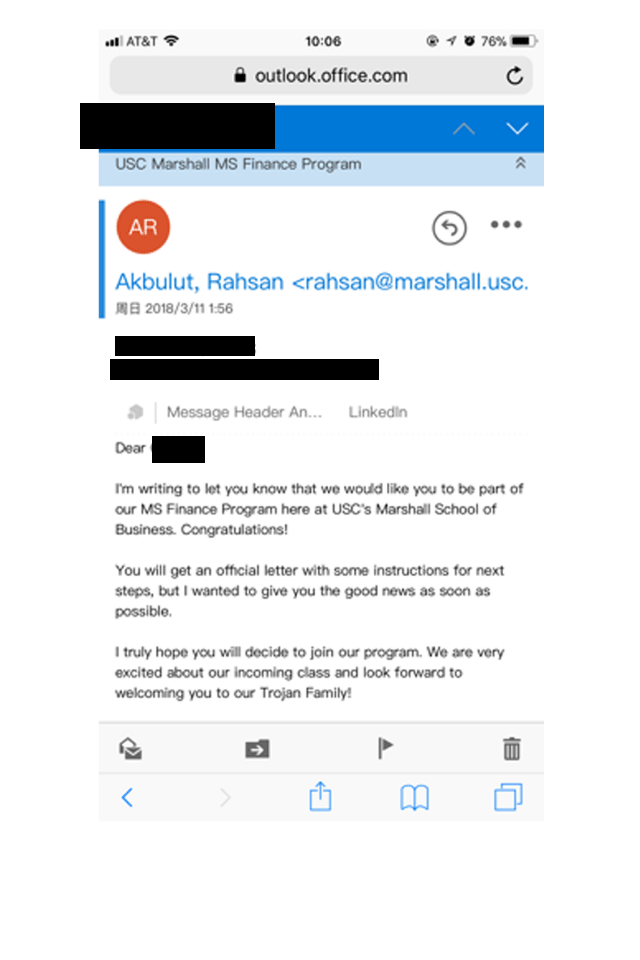 AT&T 10:06 76%
outlook.office.com
USC Marshall MS Finance Program
AR
Akbulut, Rahsan <rahsan@marshall.usc.
周日 2018/3/11 1:56
Message Header An... LinkedIn
Dear
I'm writing to let you know that we would like you to be part of
our MS Finance Program here at USC's Marshall School of
Business. Congratulations!
You will get an official letter with some instructions for next
steps, but I wanted to give you the good news as soon as
possible.
I truly hope you will decide to join our program. We are very
excited about our incoming class and look forward to
welcoming you to our Trojan Family!